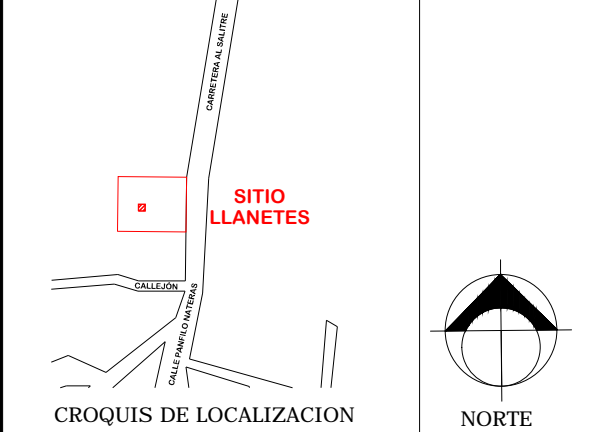 CARRETERA AL SALITRE
SITIO
LLANETES
CALLEJÓN
CALLE PANFILO NATERAS
CROQUIS DE LOCALIZACION
NORTE